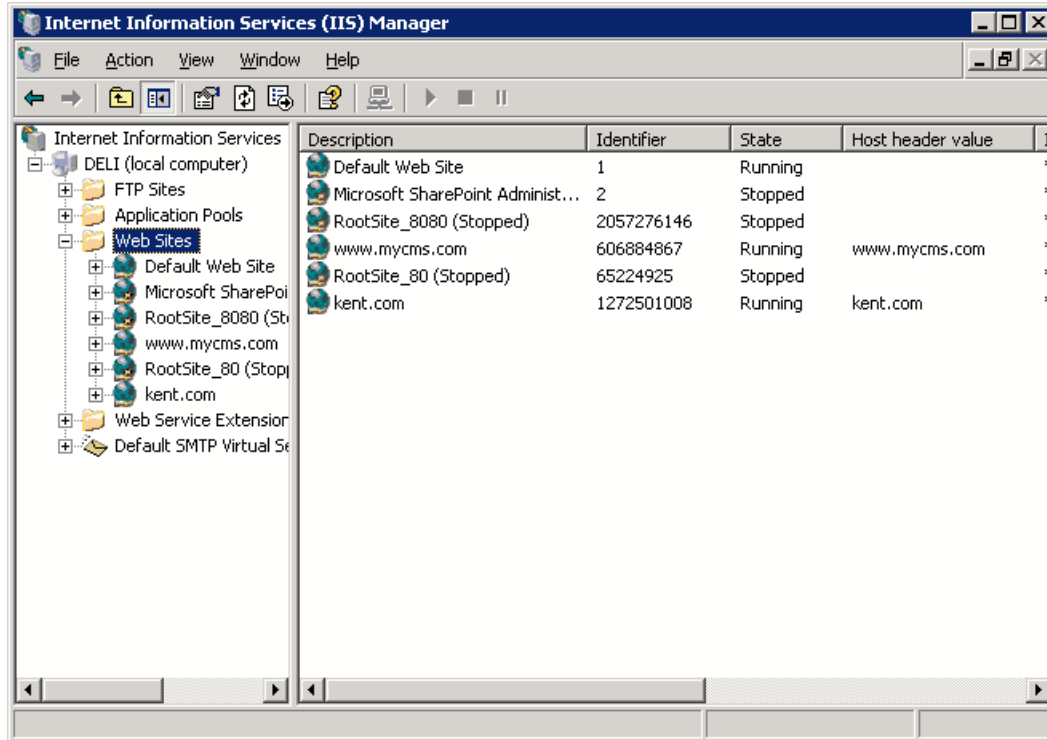 Internet Information Services (IIS) Manager
File Action View Window Help
Internet Information Services
DELI (local computer)
FTP Sites
Application Pools
Web Sites
Default Web Site
Microsoft SharePoi
RootSite_8080 (St
www.mycms.com
RootSite_80 (Stop
kent.com
Web Service Extension
Default SMTP Virtual Se
Description Identifier State Host header value
Default Web Site 1 Running
Microsoft SharePoint Administ... 2 Stopped
RootSite_8080 (Stopped) 2057276146 Stopped
www.mycms.com 606884867 Running www.mycms.com
RootSite_80 (Stopped) 65224925 Stopped
kent.com 1272501008 Running kent.com